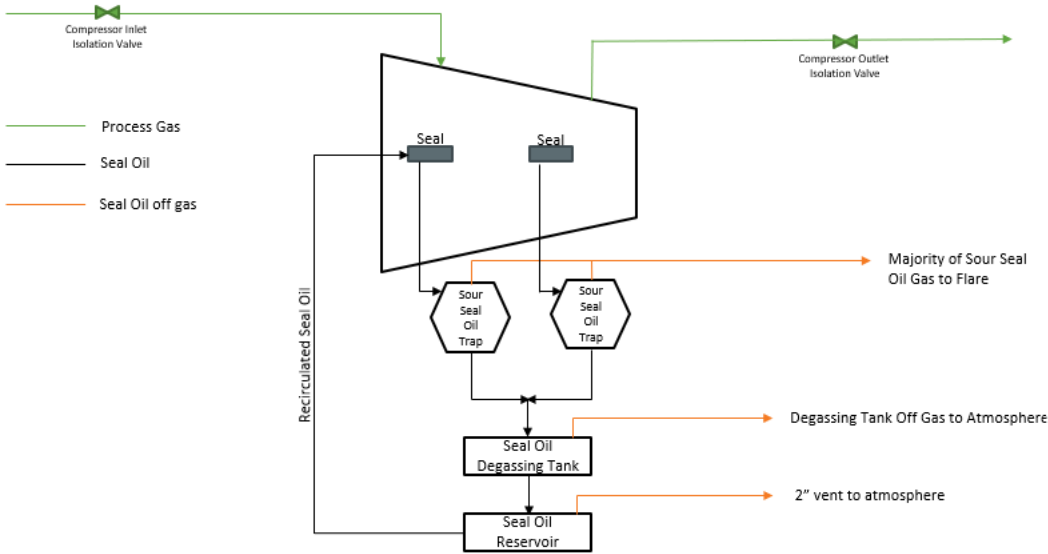 Compressor Inlet
Isolation Valve
Compressor Outlet
Isolation Valve
Process Gas
Seal Oil
Seal Oil off gas
Seal
Seal
Majority of Sour Seal
Oil Gas to Flare
Sour
Seal
Oil
Trap
Sour
Seal
Oil
Trap
Recirculated Seal Oil
Degassing Tank Off Gas to Atmosphere
Seal Oil
Degassing Tank
2” vent to atmosphere
Seal Oil
Reservoir